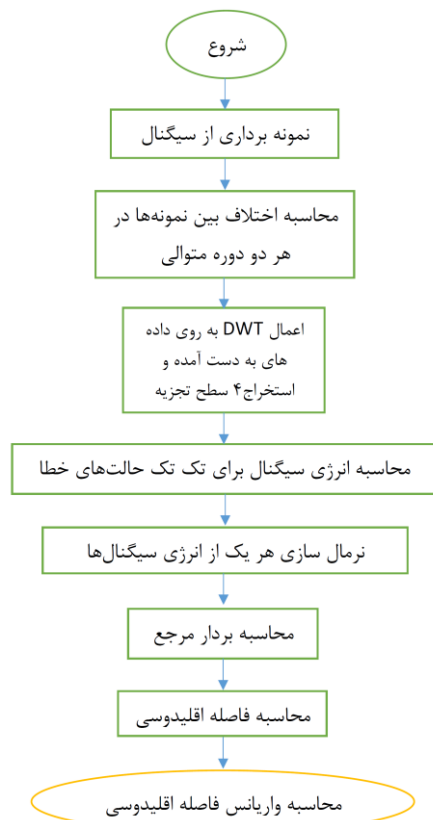 شروع
نمونه برداری از سیگنال
محاسبه اختلاف بین نمونه‌ها در
هر دو دوره متوالی
اعمال DWT به روی داده
های به دست آمده و
استخراج۴ سطح تجزیه
محاسبه انرژی سیگنال برای تک تک حالت‌های خطا
نرمال سازی هر یک از انرژی سیگنال‌ها
محاسبه بردار مرجع
محاسبه فاصله اقلیدوسی
محاسبه واریانس فاصله اقلیدوسی